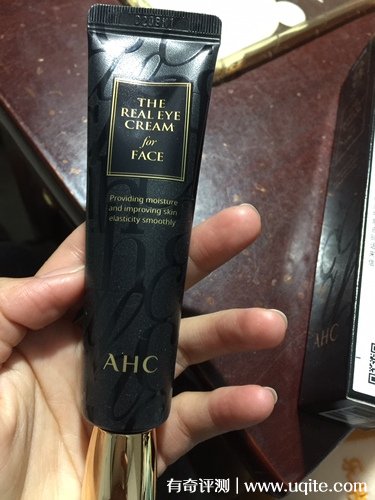 THE
REAL EYE
CREAM
for
FACE
Providing moisture
and improving skin
elasticity smoothly
AHC
AHC
有奇评测 | www.uqite.com